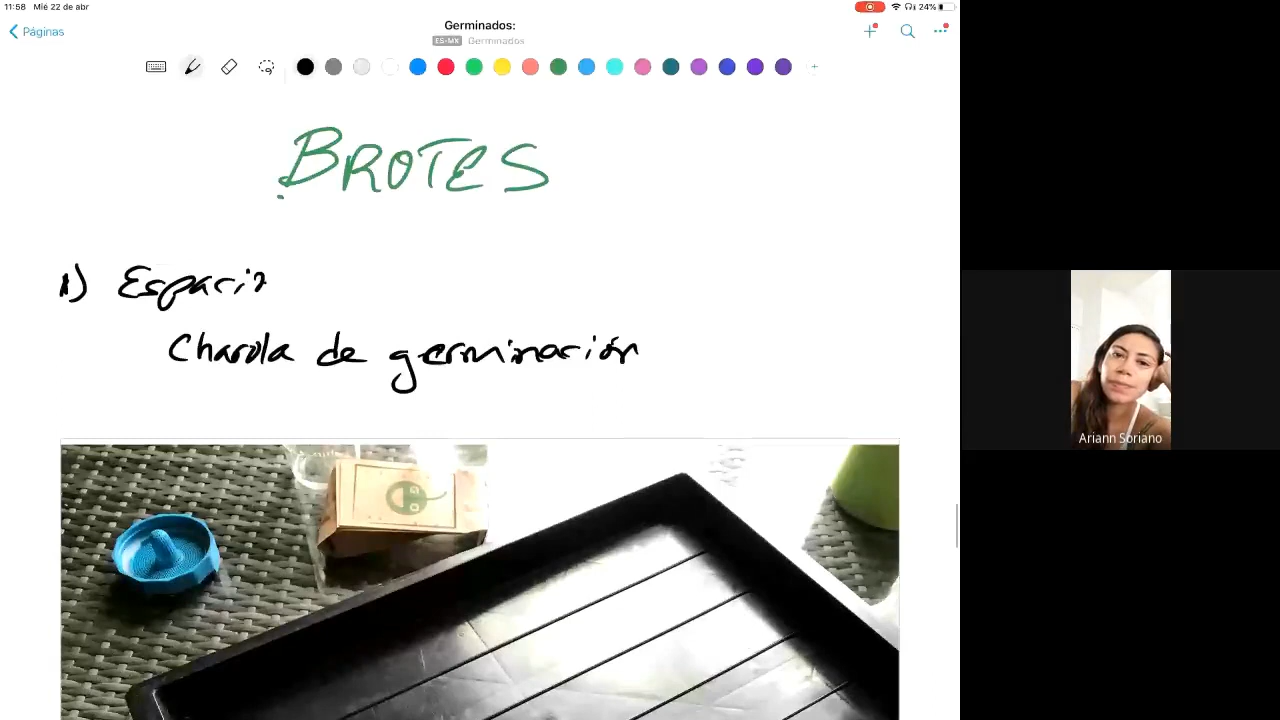 11:58 Mié 22 de abr
24%
Páginas
Germinados:
ES-MX Germinados
BROTES
1) Espacio
Charola de germinación
Ariann Soriano